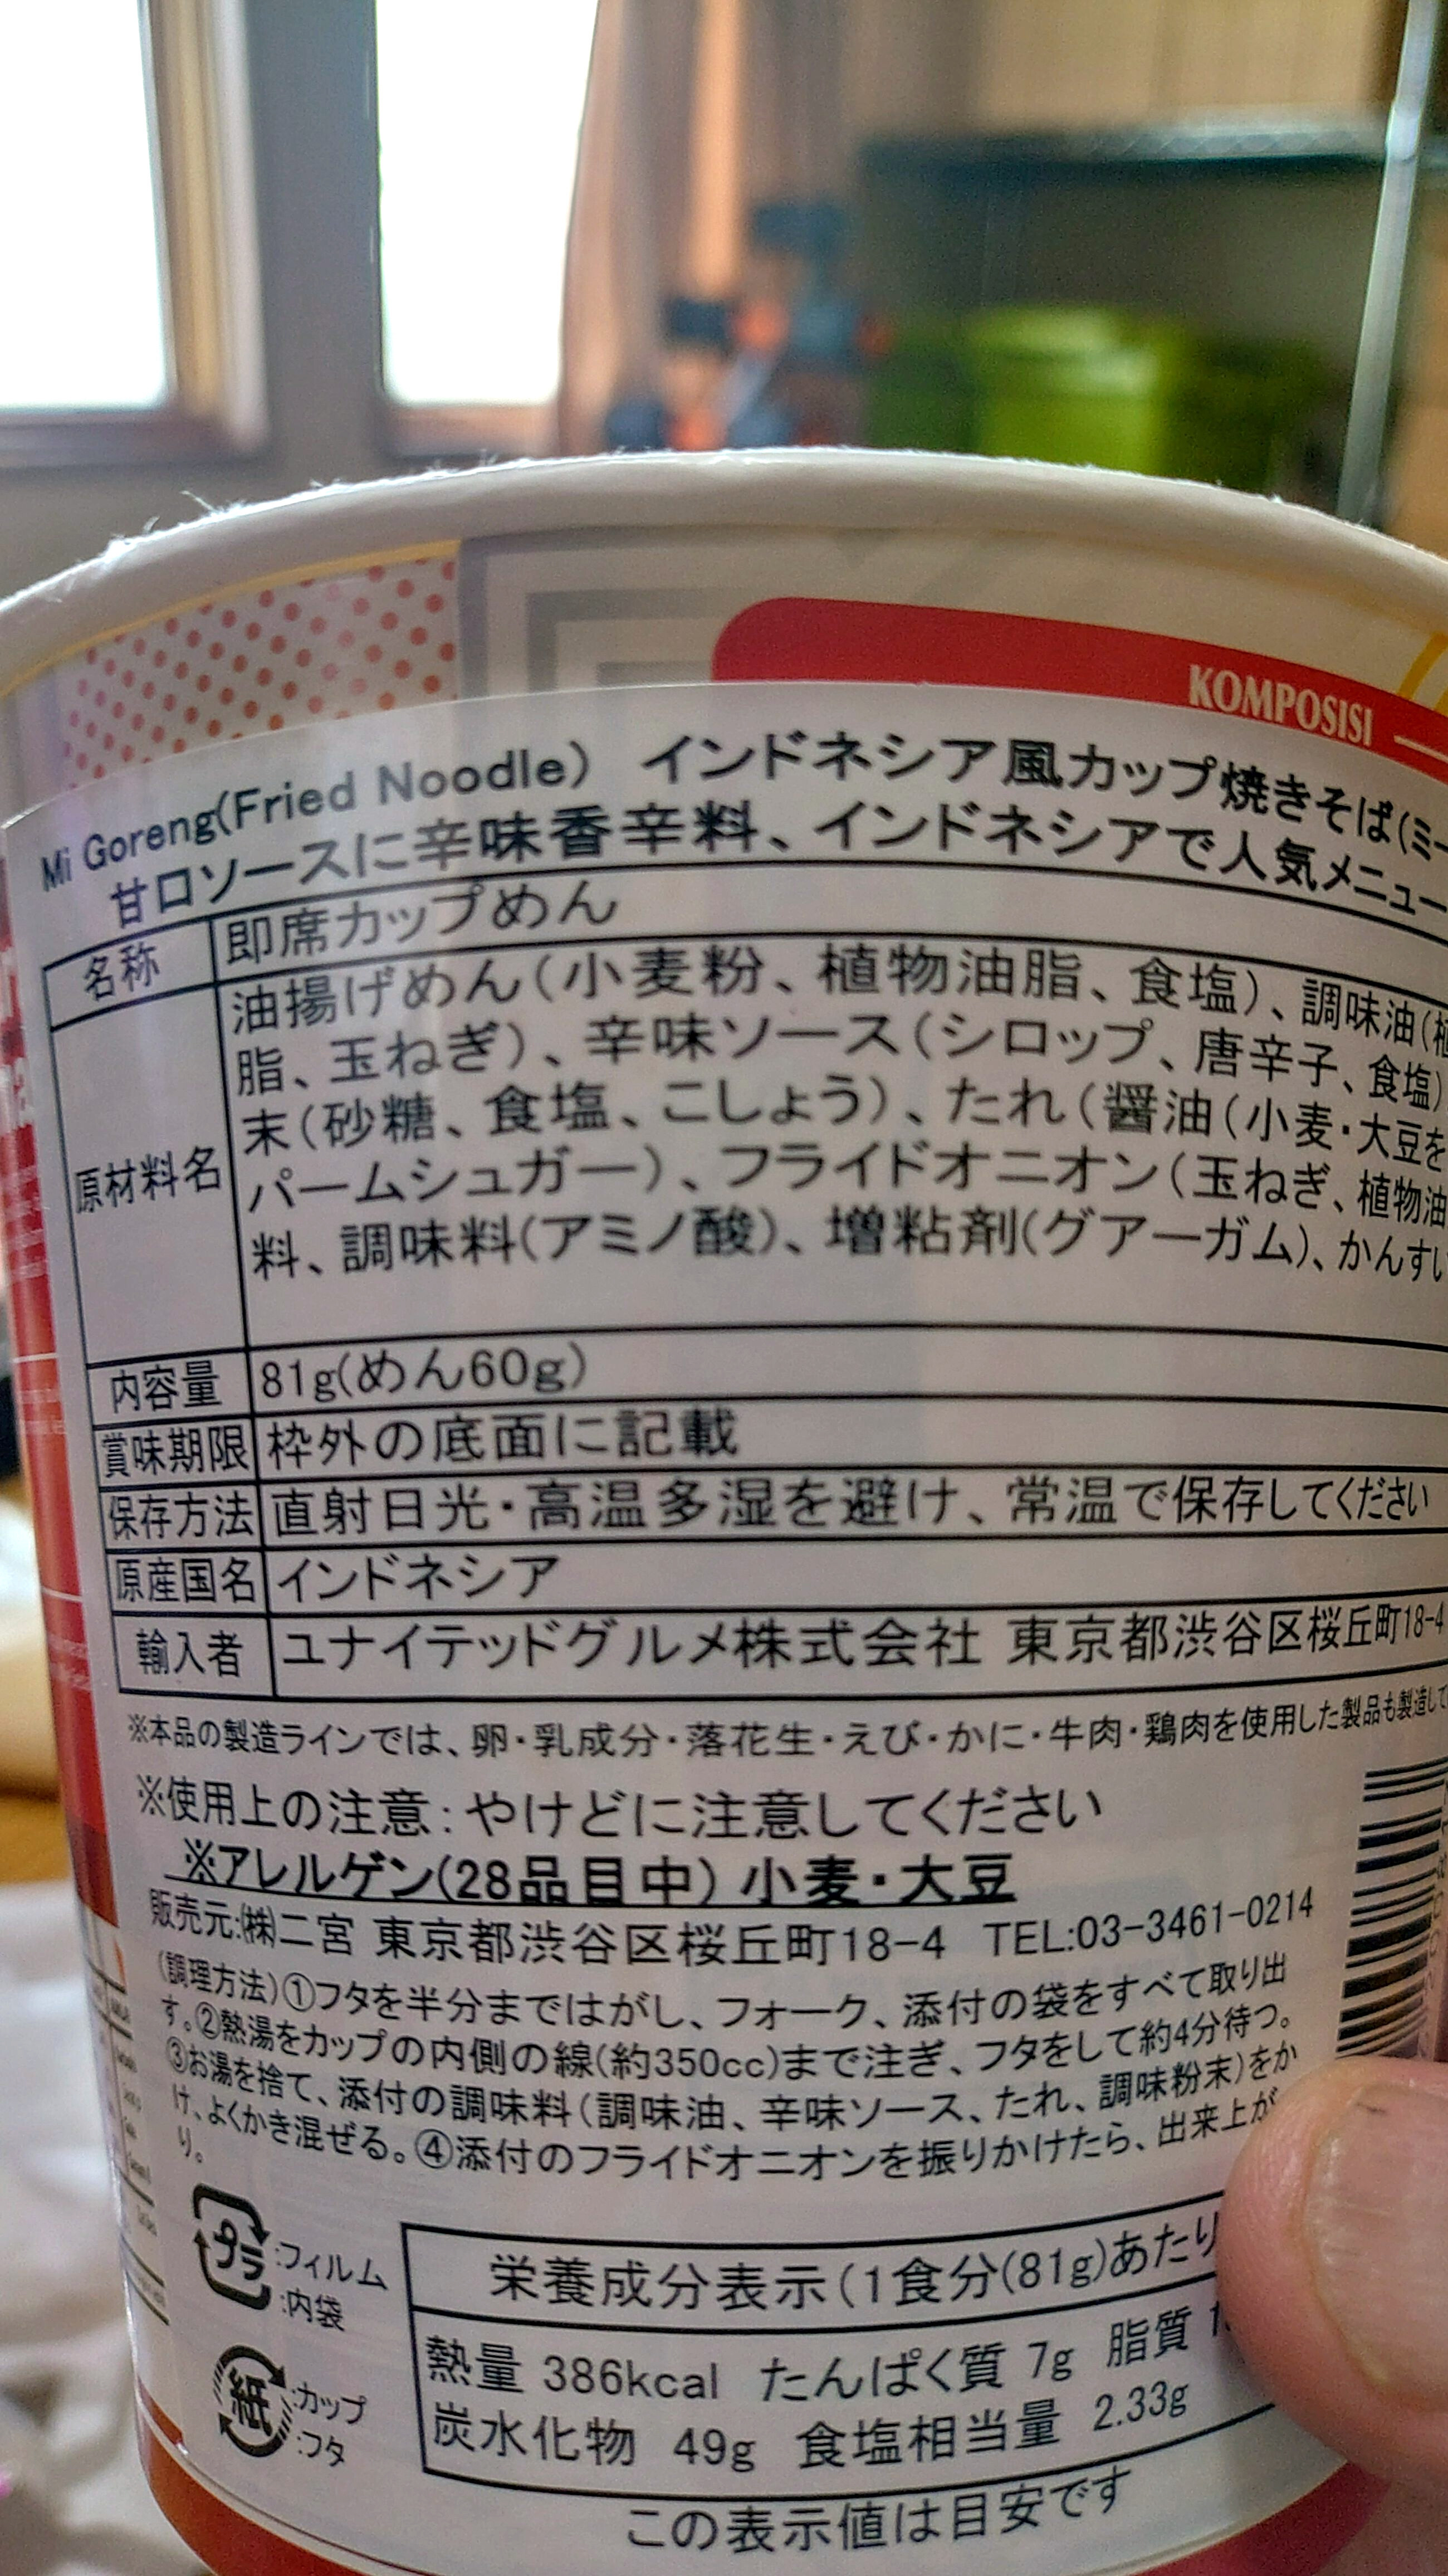 KOMPOSISI
Mi Goreng(Fried Noodle) インドネシア風カップ焼きそば(ミー
甘口ソースに辛味香辛料、インドネシアで人気メニュー
名称 即席カップめん
原材料名 油揚げめん(小麦粉、植物油脂、食塩)、調味油(植
脂、玉ねぎ)、辛味ソース(シロップ、唐辛子、食塩)
末(砂糖、食塩、こしょう)、たれ(醤油(小麦・大豆を
パームシュガー)、フライドオニオン(玉ねぎ、植物油
料、調味料(アミノ酸)、増粘剤(グアーガム)、かんすい
内容量 81g(めん60g)
賞味期限 枠外の底面に記載
保存方法 直射日光・高温多湿を避け、常温で保存してください
原産国名 インドネシア
輸入者 ユナイテッドグルメ株式会社 東京都渋谷区桜丘町18-4
※本品の製造ラインでは、卵・乳成分・落花生・えび・かに・牛肉・鶏肉を使用した製品も製造して
※使用上の注意:やけどに注意してください
※アレルゲン(28品目中) 小麦・大豆
販売元:㈱二宮 東京都渋谷区桜丘町18-4 TEL:03-3461-0214
(調理方法)①フタを半分まではがし、フォーク、添付の袋をすべて取り出
す。②熱湯をカップの内側の線(約350cc)まで注ぎ、フタをして約4分待つ。
③お湯を捨て、添付の調味料(調味油、辛味ソース、たれ、調味粉末)をか
け、よくかき混ぜる。④添付のフライドオニオンを振りかけたら、出来上が
り。
プラ :フィルム
:内袋
紙 :カップ
:フタ
栄養成分表示(1食分(81g)あたり
熱量 386kcal たんぱく質 7g 脂質
炭水化物 49g 食塩相当量 2.33g
この表示値は目安です